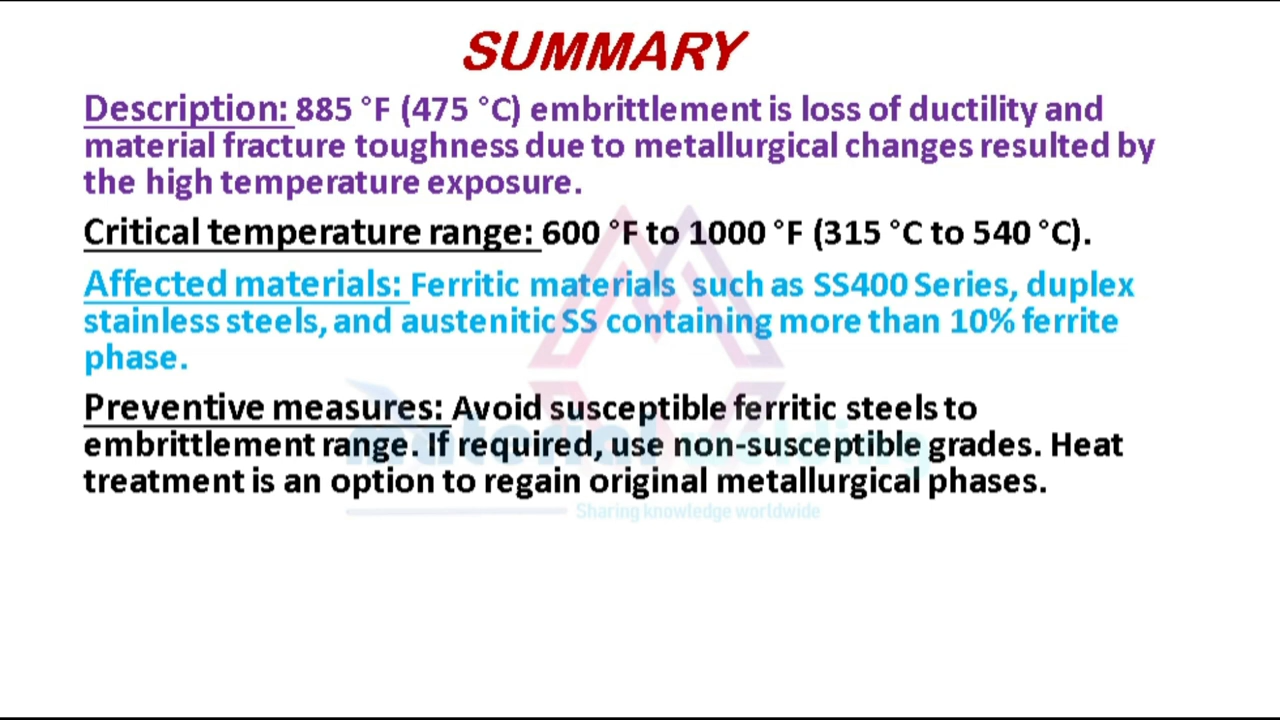 SUMMARY
Description: 885 °F (475 °C) embrittlement is loss of ductility and
material fracture toughness due to metallurgical changes resulted by
the high temperature exposure.
Critical temperature range: 600 °F to 1000 °F (315 °C to 540 °C).
Affected materials: Ferritic materials such as SS400 Series, duplex
stainless steels, and austenitic SS containing more than 10% ferrite
phase.
Preventive measures: Avoid susceptible ferritic steels to
embrittlement range. If required, use non-susceptible grades. Heat
treatment is an option to regain original metallurgical phases.
Sharing knowledge worldwide